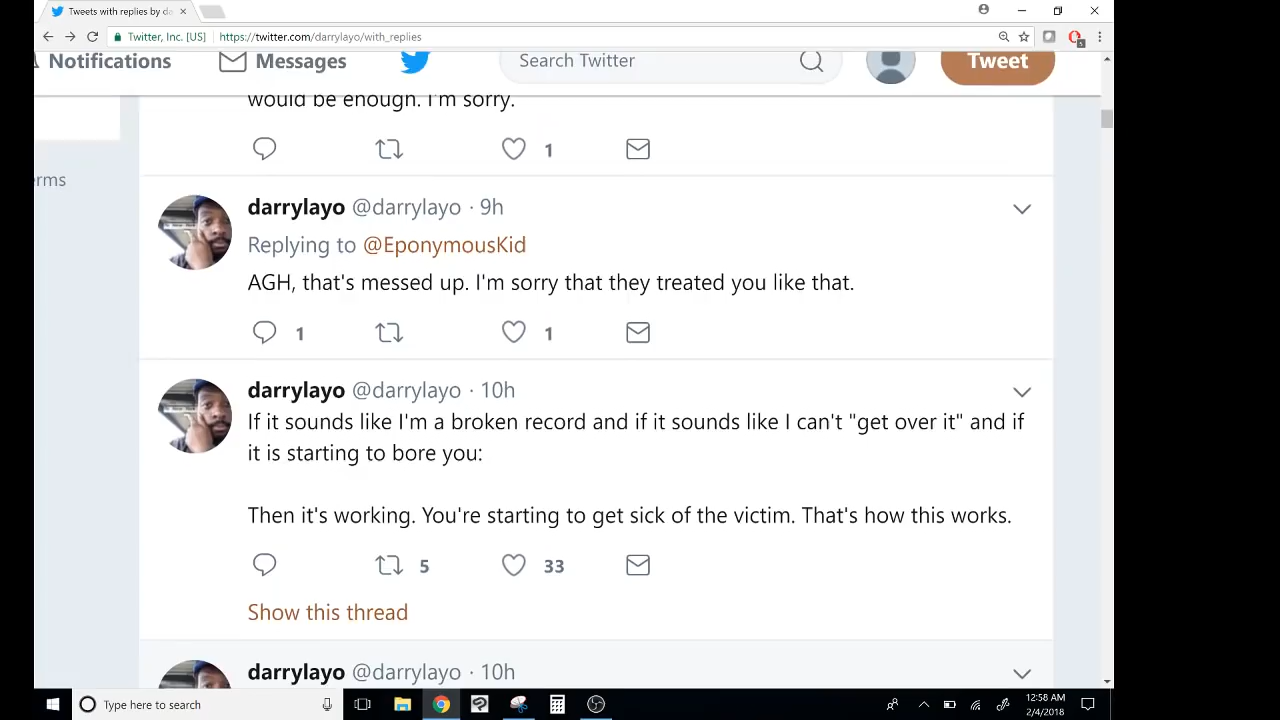 Tweets with replies by d
Twitter, Inc. [US]
https://twitter.com/darrylayo/with_replies
Notifications
Messages
Search Twitter
Tweet
would be enough. I'm sorry.
1
erms
darrylayo @darrylayo · 9h
Replying to @EponymousKid
AGH, that's messed up. I'm sorry that they treated you like that.
1 1
darrylayo @darrylayo · 10h
If it sounds like I'm a broken record and if it sounds like I can't "get over it" and if
it is starting to bore you:
Then it's working. You're starting to get sick of the victim. That's how this works.
5 33
Show this thread
darrylayo @darrylayo · 10h
Type here to search
12:58 AM
2/4/2018